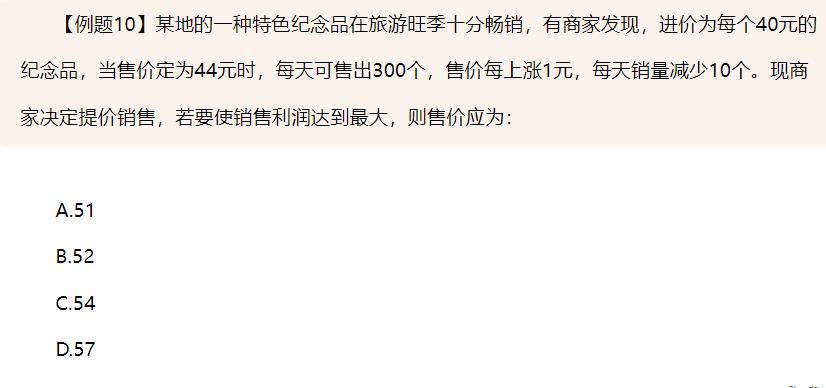 【例题10】某地的一种特色纪念品在旅游旺季十分畅销，有商家发现，进价为每个40元的
纪念品，当售价定为44元时，每天可售出300个，售价每上涨1元，每天销量减少10个。现商
家决定提价销售，若要使销售利润达到最大，则售价应为：
A.51
B.52
C.54
D.57